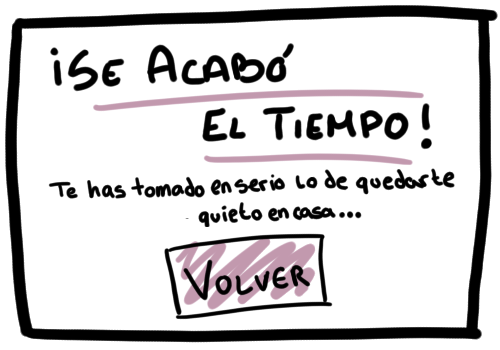 ¡SE ACABÓ
EL TIEMPO!
Te has tomado en serio lo de quedarte
quieto en casa...
VOLVER